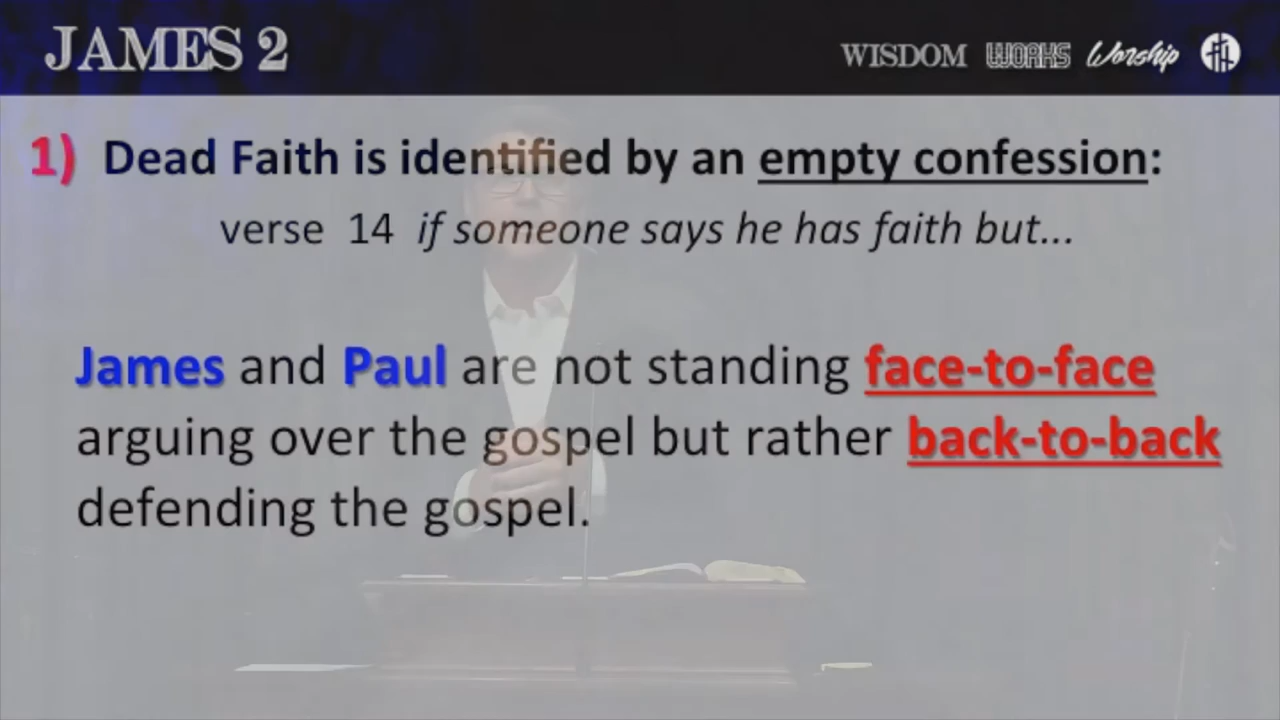 JAMES 2
WISDOM WORKS Worship
1) Dead Faith is identified by an empty confession:
verse 14 if someone says he has faith but...
James and Paul are not standing face-to-face
arguing over the gospel but rather back-to-back
defending the gospel.